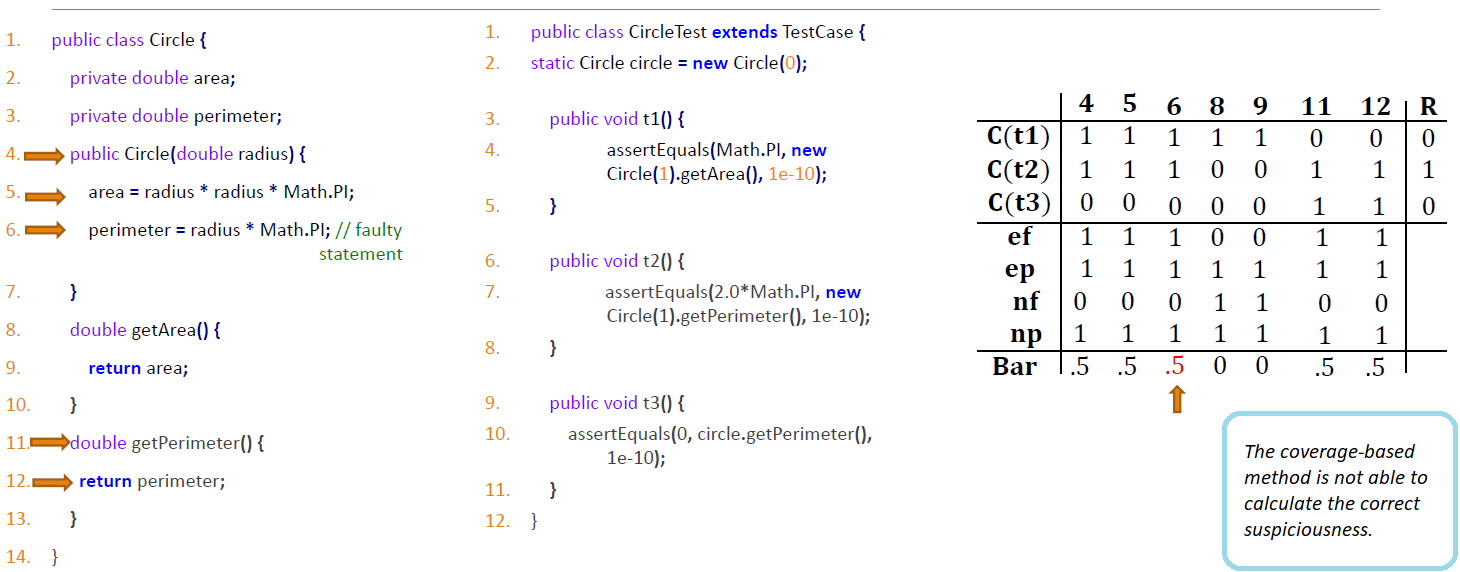 1. public class Circle {
2. private double area;
3. private double perimeter;
4. public Circle(double radius) {
5. area = radius * radius * Math.PI;
6. perimeter = radius * Math.PI; // faulty
statement
7. }
8. double getArea() {
9. return area;
10. }
11. double getPerimeter() {
12. return perimeter;
13. }
14. }
1. public class CircleTest extends TestCase {
2. static Circle circle = new Circle(0);
3. public void t1() {
4. assertEquals(Math.PI, new
Circle(1).getArea(), 1e-10);
5. }
6. public void t2() {
7. assertEquals(2.0*Math.PI, new
Circle(1).getPerimeter(), 1e-10);
8. }
9. public void t3() {
10. assertEquals(0, circle.getPerimeter(),
1e-10);
11. }
12. }
4 5 6 8 9 11 12 R
C(t1) 1 1 1 1 1 0 0 0
C(t2) 1 1 1 0 0 1 1 1
C(t3) 0 0 0 0 0 1 1 0
ef 1 1 1 0 0 1 1
ep 1 1 1 1 1 1 1
nf 0 0 0 1 1 0 0
np 1 1 1 1 1 1 1
Bar .5 .5 .5 0 0 .5 .5
The coverage-based
method is not able to
calculate the correct
suspiciousness.